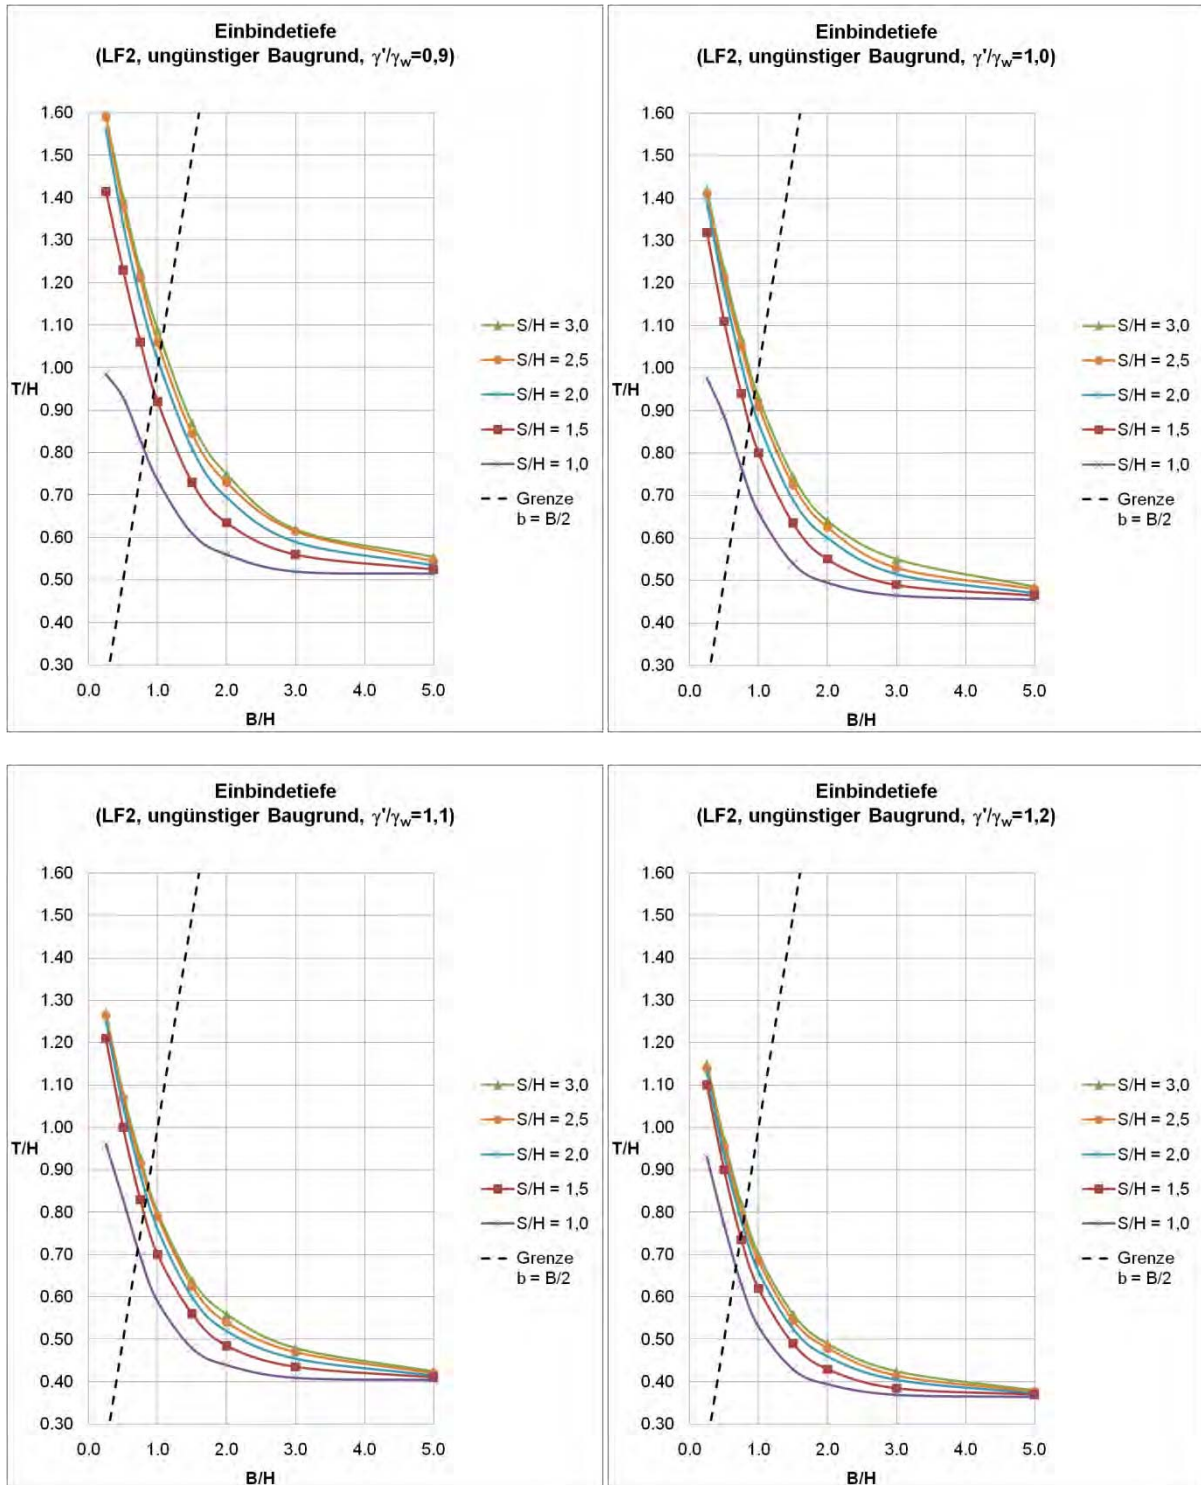 Einbindetiefe
(LF2, ungünstiger Baugrund, γ'/γw=0,9)
1.60
1.50
1.40
1.30
1.20
1.10
1.00
T/H
0.90
0.80
0.70
0.60
0.50
0.40
0.30
0.0 1.0 2.0 3.0 4.0 5.0
B/H
S/H = 3,0
S/H = 2,5
S/H = 2,0
S/H = 1,5
S/H = 1,0
Grenze
b = B/2
Einbindetiefe
(LF2, ungünstiger Baugrund, γ'/γw=1,0)
1.60
1.50
1.40
1.30
1.20
1.10
1.00
T/H
0.90
0.80
0.70
0.60
0.50
0.40
0.30
0.0 1.0 2.0 3.0 4.0 5.0
B/H
S/H = 3,0
S/H = 2,5
S/H = 2,0
S/H = 1,5
S/H = 1,0
Grenze
b = B/2
Einbindetiefe
(LF2, ungünstiger Baugrund, γ'/γw=1,1)
1.60
1.50
1.40
1.30
1.20
1.10
1.00
T/H
0.90
0.80
0.70
0.60
0.50
0.40
0.30
0.0 1.0 2.0 3.0 4.0 5.0
B/H
S/H = 3,0
S/H = 2,5
S/H = 2,0
S/H = 1,5
S/H = 1,0
Grenze
b = B/2
Einbindetiefe
(LF2, ungünstiger Baugrund, γ'/γw=1,2)
1.60
1.50
1.40
1.30
1.20
1.10
1.00
T/H
0.90
0.80
0.70
0.60
0.50
0.40
0.30
0.0 1.0 2.0 3.0 4.0 5.0
B/H
S/H = 3,0
S/H = 2,5
S/H = 2,0
S/H = 1,5
S/H = 1,0
Grenze
b = B/2